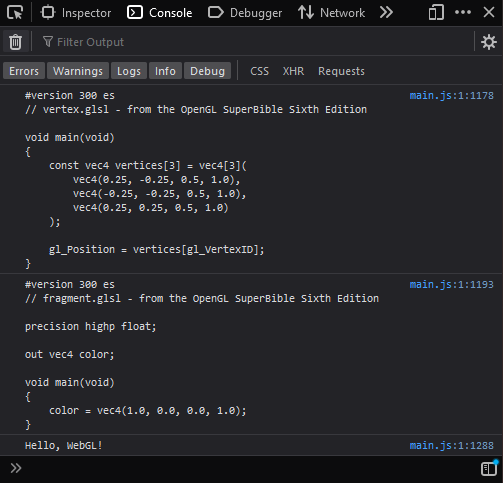 Inspector Console Debugger Network
Filter Output
Errors Warnings Logs Info Debug CSS XHR Requests
#version 300 es main.js:1:1178
// vertex.glsl - from the OpenGL SuperBible Sixth Edition

void main(void)
{
    const vec4 vertices[3] = vec4[3](
        vec4(0.25, -0.25, 0.5, 1.0),
        vec4(-0.25, -0.25, 0.5, 1.0),
        vec4(0.25, 0.25, 0.5, 1.0)
    );

    gl_Position = vertices[gl_VertexID];
}
#version 300 es main.js:1:1193
// fragment.glsl - from the OpenGL SuperBible Sixth Edition

precision highp float;

out vec4 color;

void main(void)
{
    color = vec4(1.0, 0.0, 0.0, 1.0);
}
Hello, WebGL! main.js:1:1288